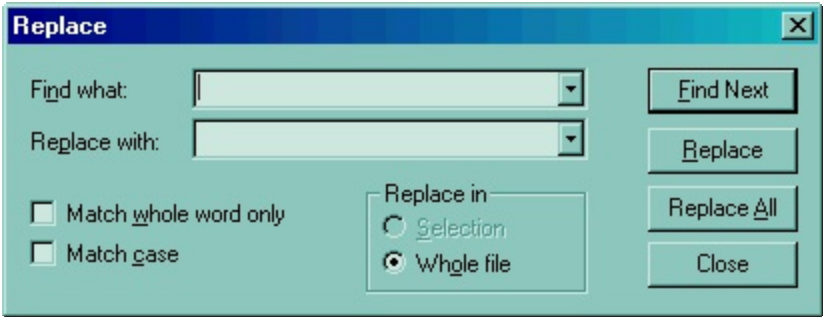 Replace
Find what:
Find Next
Replace with:
Replace
Match whole word only
Match case
Replace in
Selection
Whole file
Replace All
Close